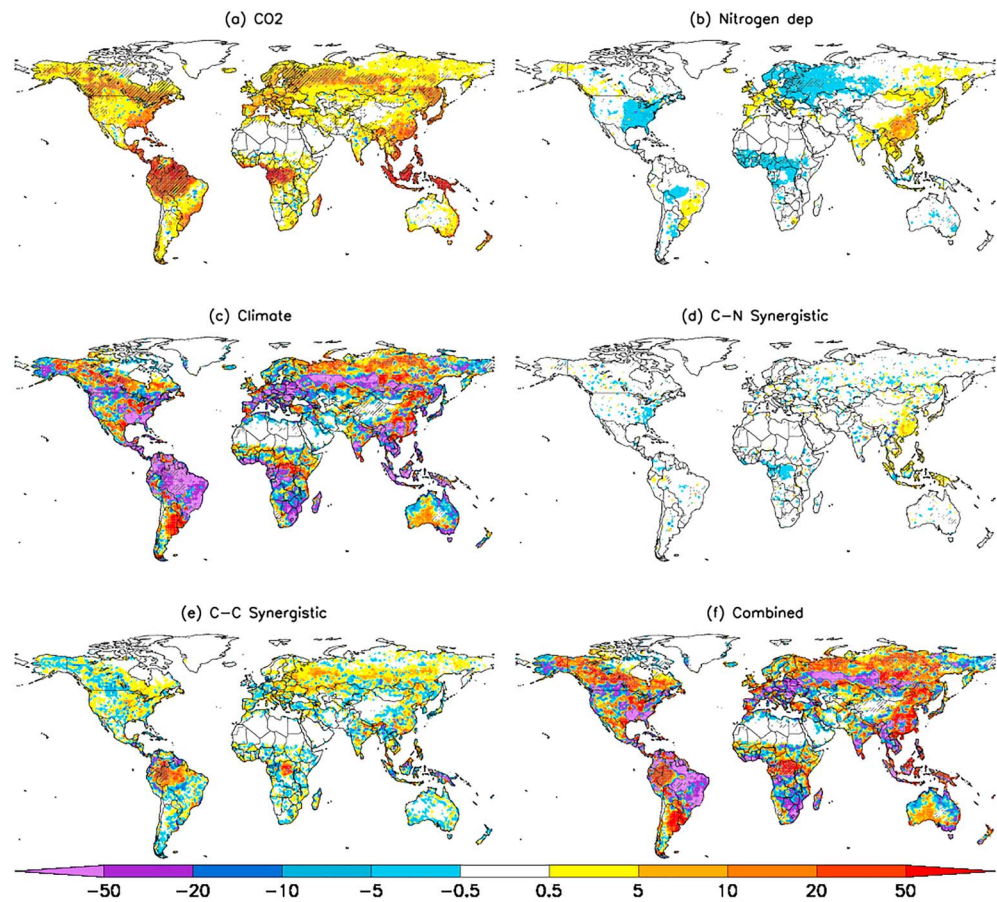 (a) CO2
(b) Nitrogen dep
(c) Climate
(d) C-N Synergistic
(e) C-C Synergistic
(f) Combined
-50 -20 -10 -5 -0.5 0.5 5 10 20 50